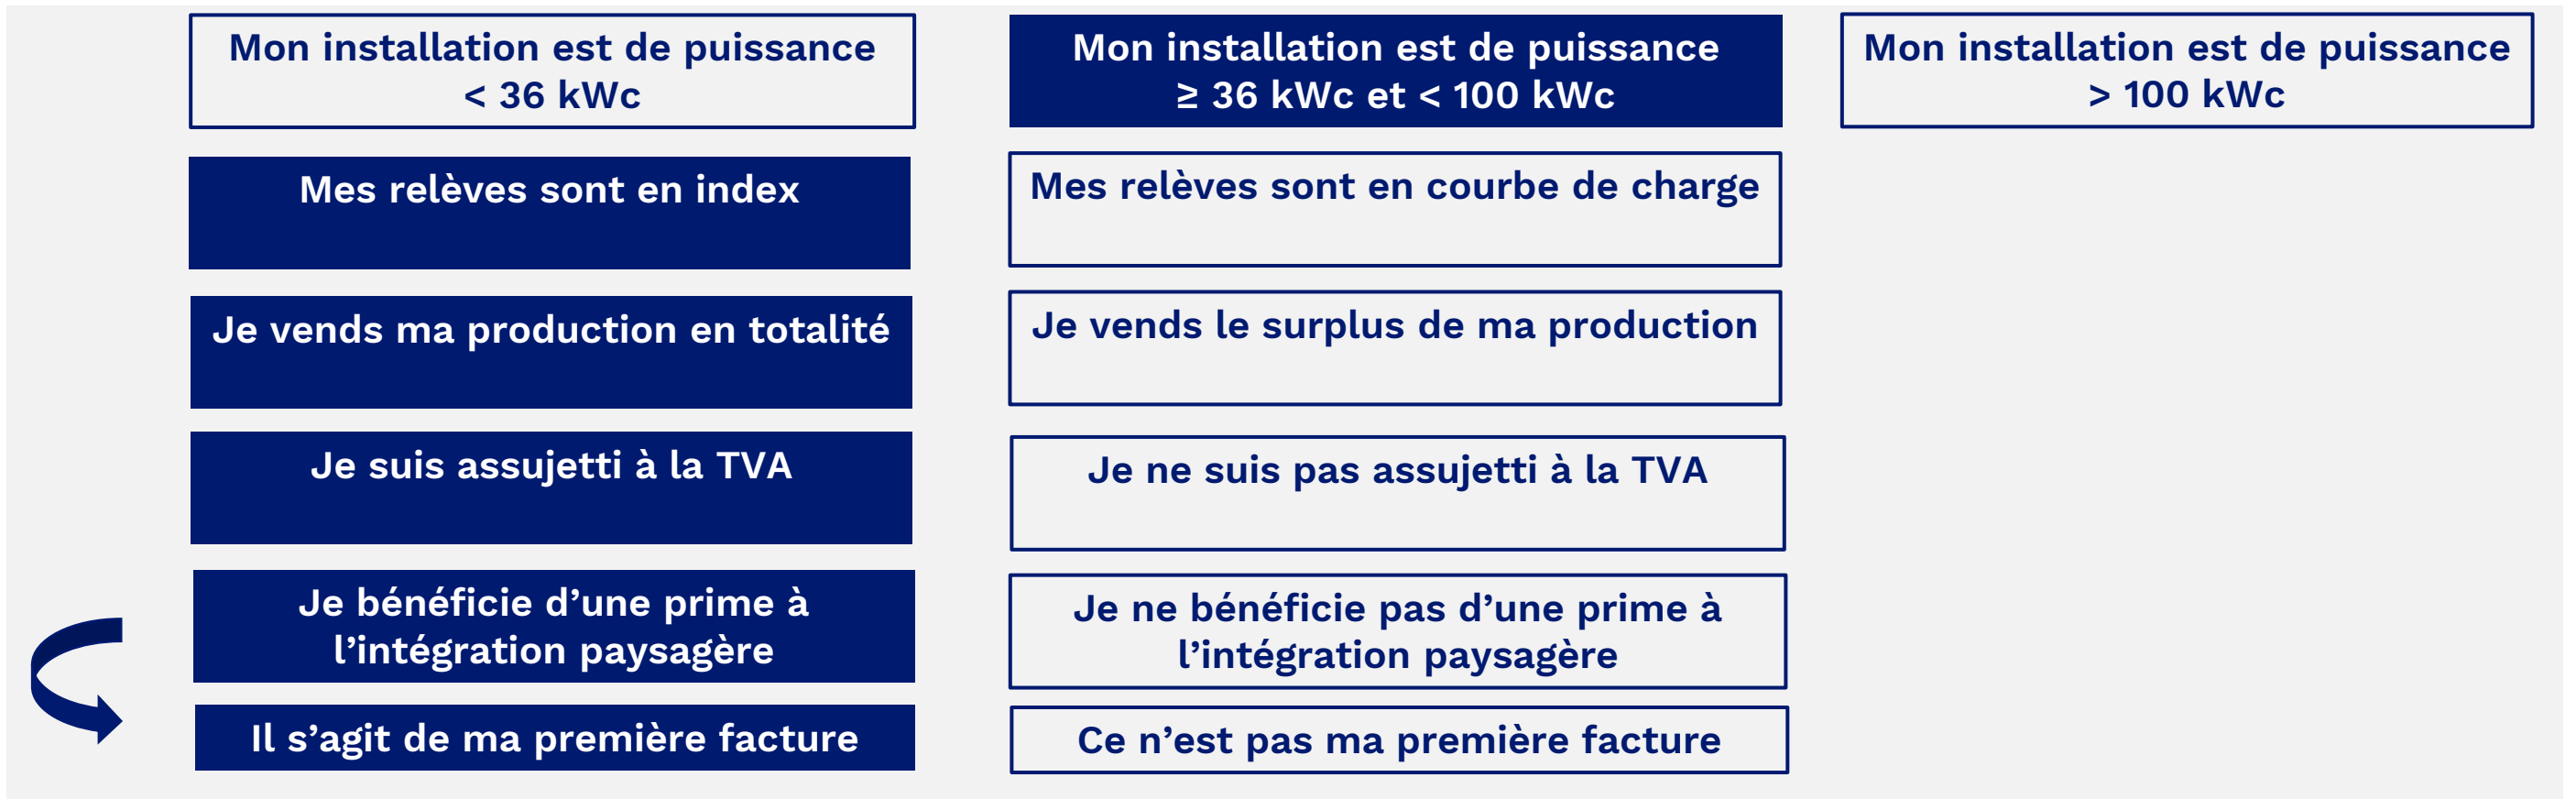 Mon installation est de puissance
< 36 kWc
Mon installation est de puissance
≥ 36 kWc et < 100 kWc
Mon installation est de puissance
> 100 kWc
Mes relèves sont en index
Mes relèves sont en courbe de charge
Je vends ma production en totalité
Je vends le surplus de ma production
Je suis assujetti à la TVA
Je ne suis pas assujetti à la TVA
Je bénéficie d’une prime à
l’intégration paysagère
Je ne bénéficie pas d’une prime à
l’intégration paysagère
Il s’agit de ma première facture
Ce n’est pas ma première facture